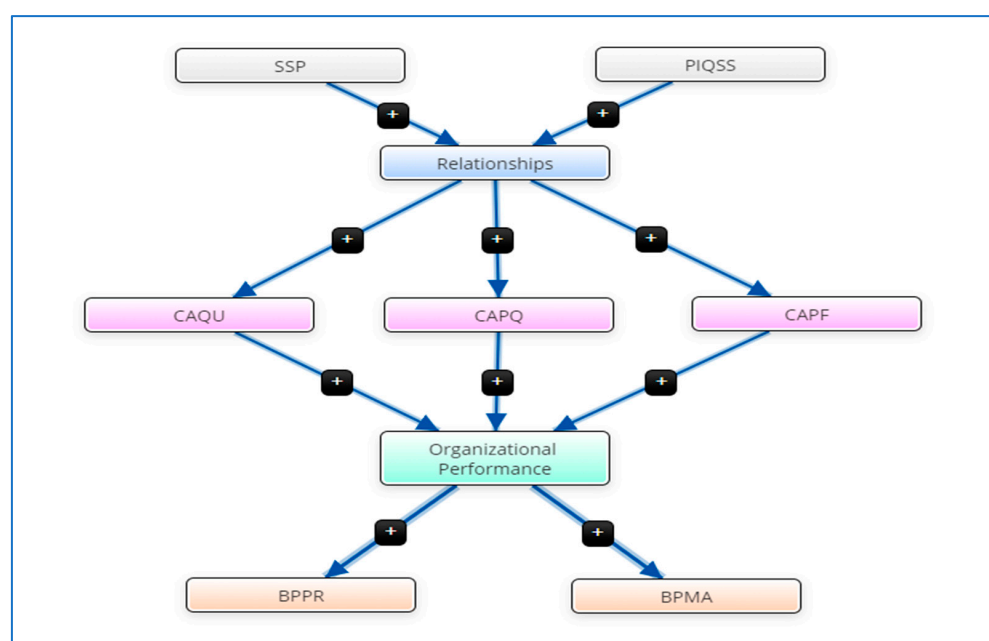 SSP
PIQSS
+
+
Relationships
+
+
+
CAQU
CAPQ
CAPF
+
+
+
Organizational
Performance
+
+
BPPR
BPMA